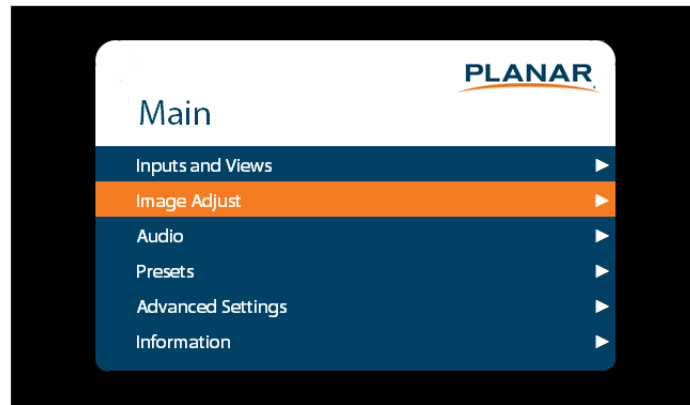 PLANAR
Main
Inputs and Views
Image Adjust
Audio
Presets
Advanced Settings
Information